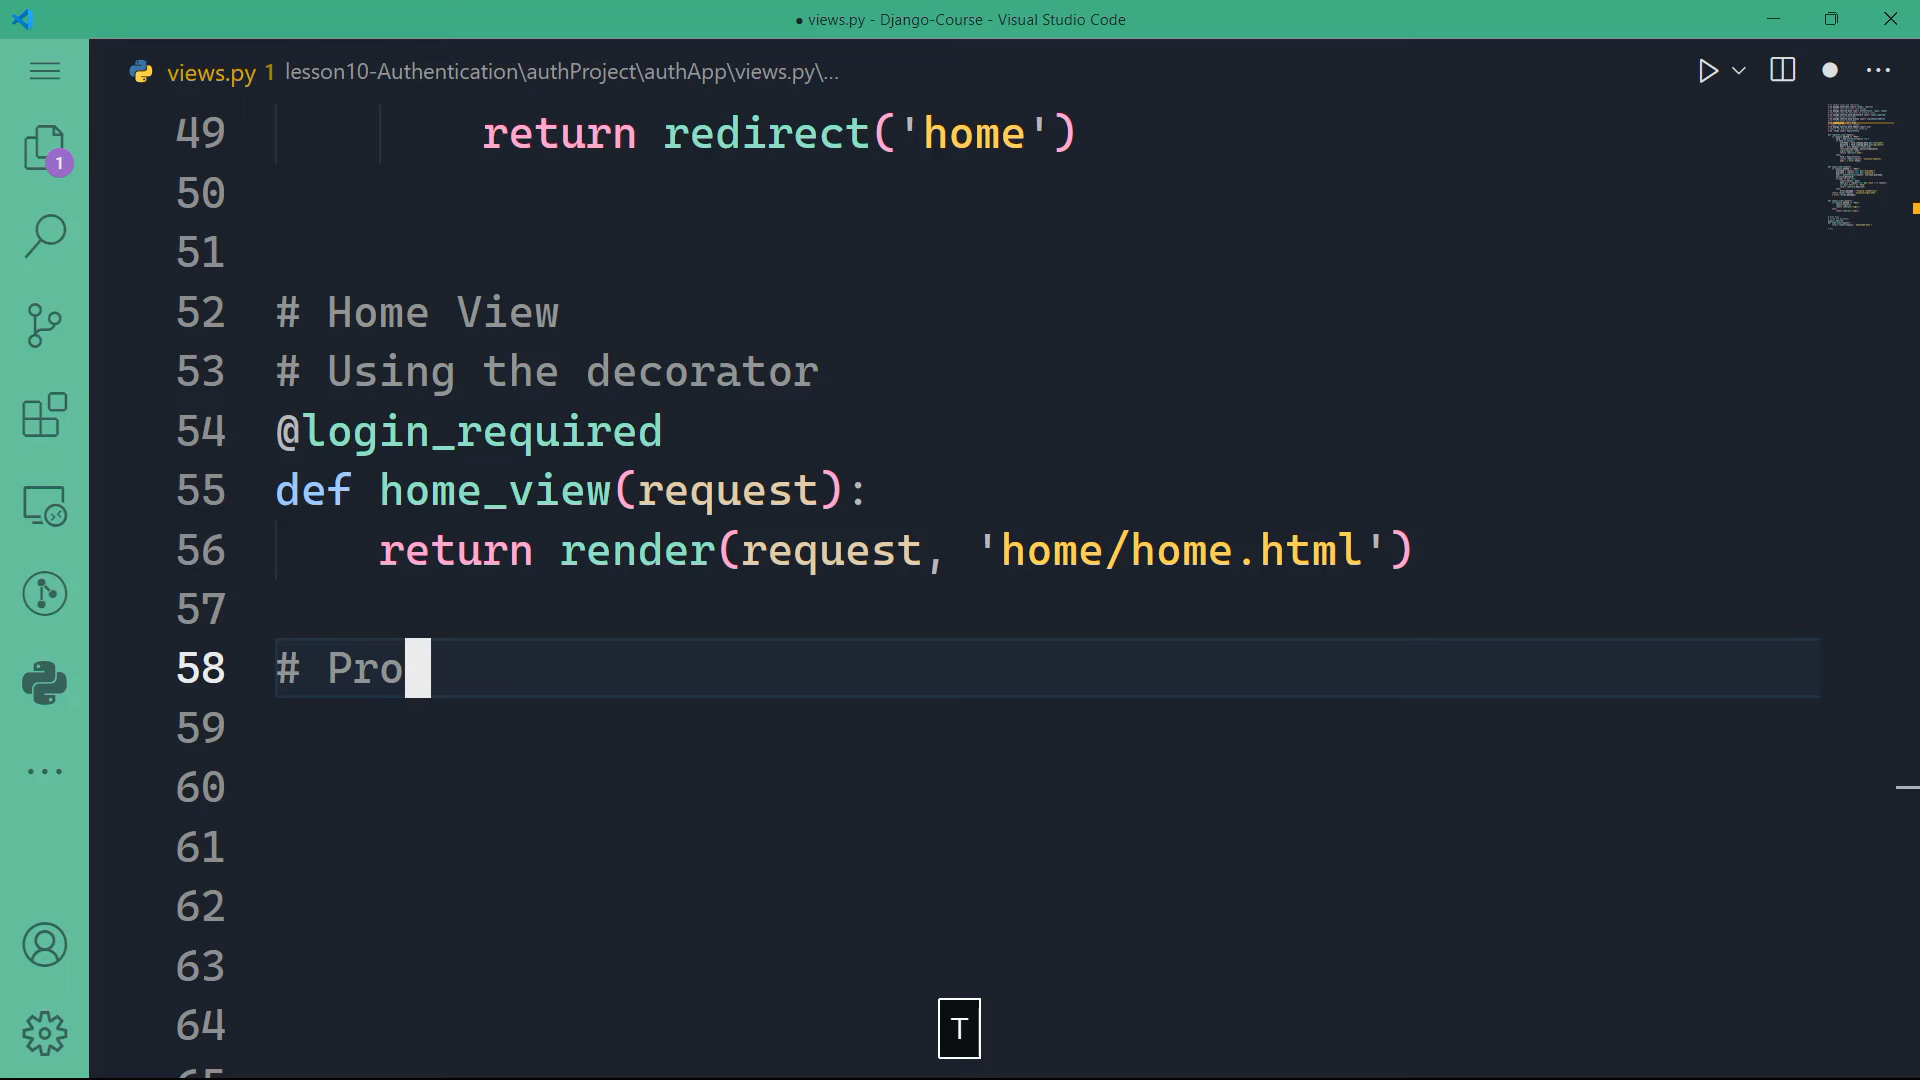 ● views.py - Django-Course - Visual Studio Code
views.py 1 lesson10-Authentication\authProject\authApp\views.py\...
1
49 return redirect('home')
50
51
52 # Home View
53 # Using the decorator
54 @login_required
55 def home_view(request):
56 return render(request, 'home/home.html')
57
58 # Pro
59
60
61
62
63
64
65
T